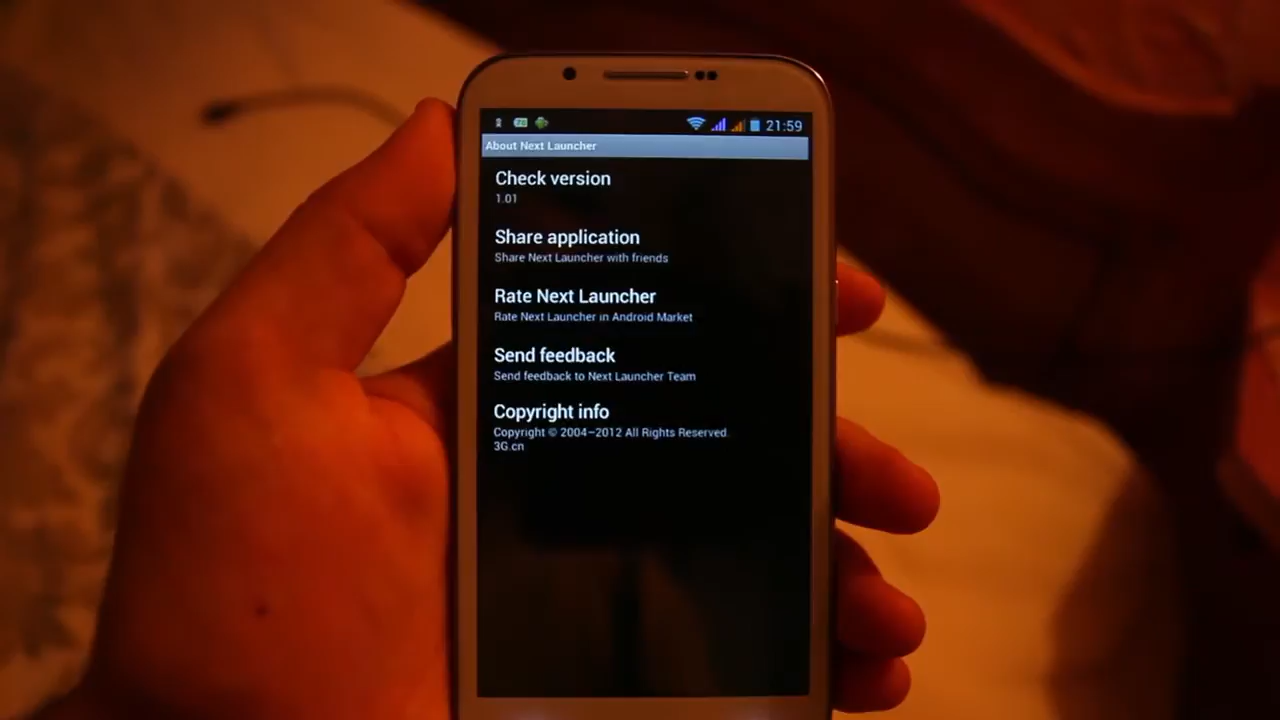 21:59
About Next Launcher
Check version
1.01
Share application
Share Next Launcher with friends
Rate Next Launcher
Rate Next Launcher in Android Market
Send feedback
Send feedback to Next Launcher Team
Copyright info
Copyright © 2004–2012 All Rights Reserved.
3G.cn